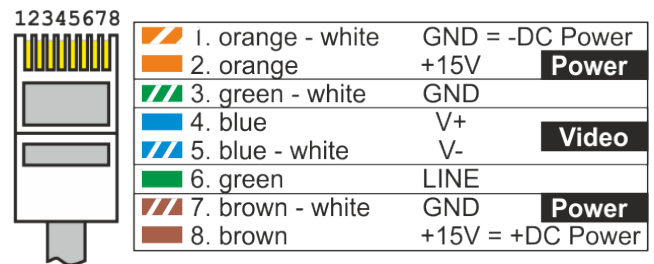 12345678
1. orange - white GND = -DC Power
2. orange +15V Power
3. green - white GND
4. blue V+
Video
5. blue - white V-
6. green LINE
7. brown - white GND Power
8. brown +15V = +DC Power